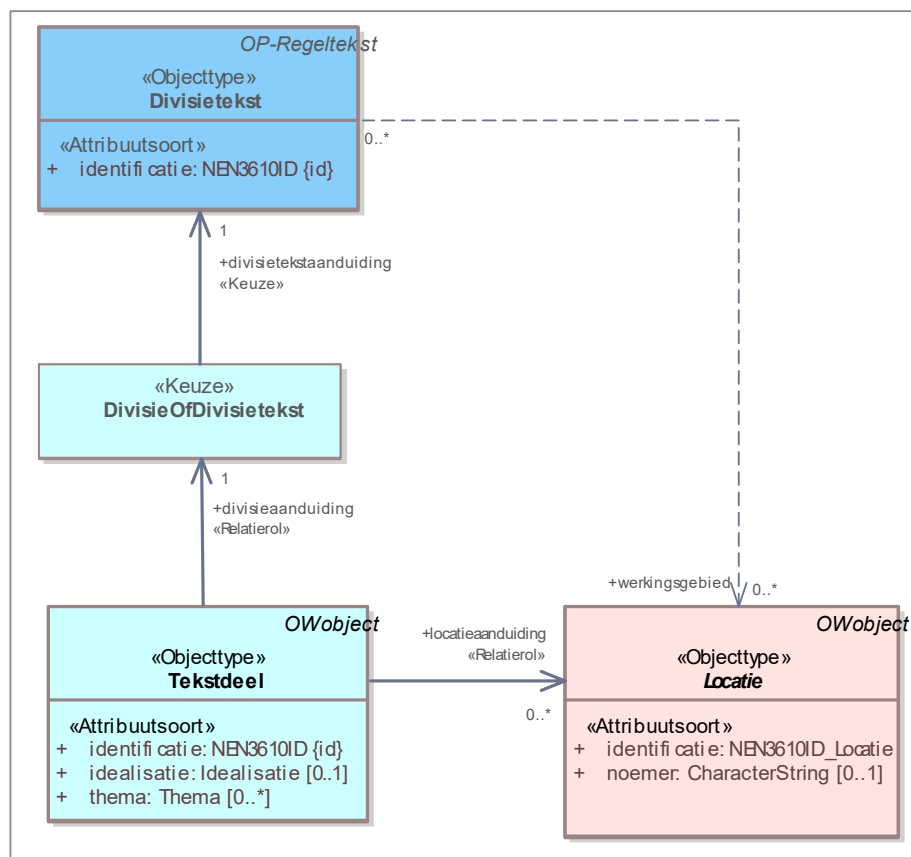 OP-Regeltekst
«Objecttype»
Divisietekst
«Attribuutsoort»
+ identificatie: NEN3610ID {id}
0..*
1
+divisietekstaanduiding
«Keuze»
«Keuze»
DivisieOfDivisietekst
1
+divisieaanduiding
«Relatierol»
+werkingsgebied
0..*
OWobject
«Objecttype»
Tekstdeel
«Attribuutsoort»
+ identificatie: NEN3610ID {id}
+ idealisatie: Idealisatie [0..1]
+ thema: Thema [0..*]
+locatieaanduiding
«Relatierol»
0..*
OWobject
«Objecttype»
Locatie
«Attribuutsoort»
+ identificatie: NEN3610ID_Locatie
+ noemer: CharacterString [0..1]